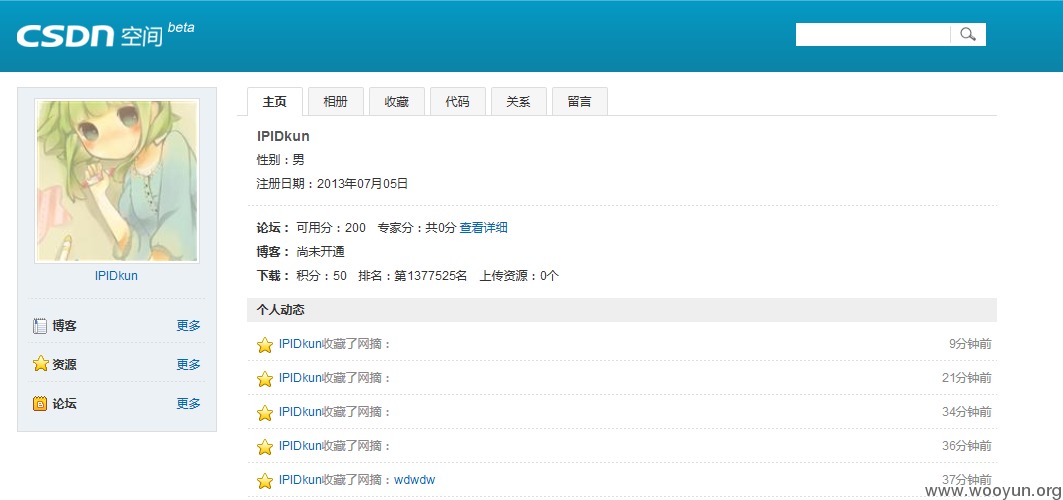 CSDN 空间 beta
主页 相册 收藏 代码 关系 留言
IPIDkun
性别：男
注册日期：2013年07月05日
论坛： 可用分：200 专家分：共0分 查看详细
博客： 尚未开通
下载： 积分：50 排名：第1377525名 上传资源：0个
IPIDkun
博客 更多
资源 更多
论坛 更多
个人动态
IPIDkun收藏了网摘： 9分钟前
IPIDkun收藏了网摘： 21分钟前
IPIDkun收藏了网摘： 34分钟前
IPIDkun收藏了网摘： 36分钟前
IPIDkun收藏了网摘：wdwdw 37分钟前
www.wooyun.org